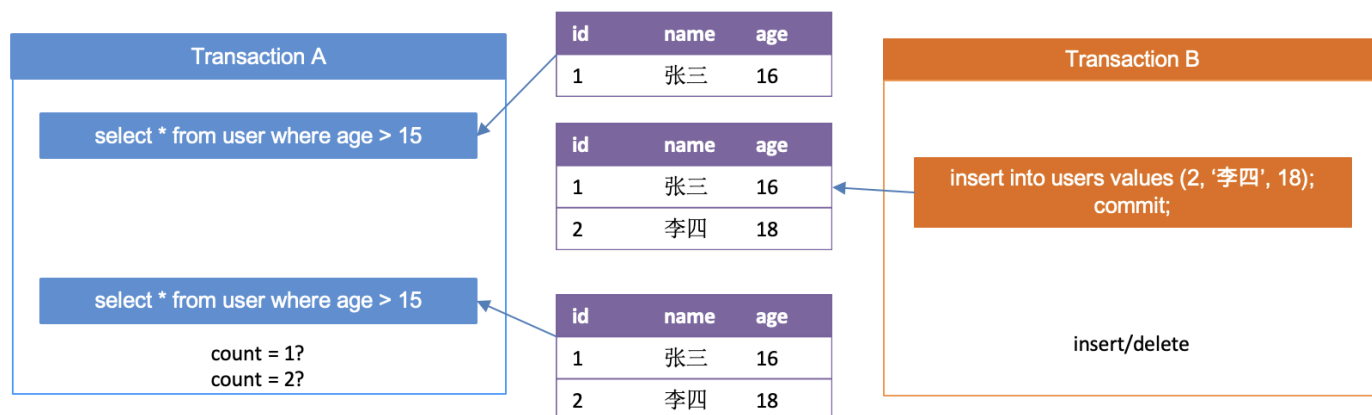 Transaction A
select * from user where age > 15
select * from user where age > 15
count = 1?
count = 2?
id name age
1 张三 16
id name age
1 张三 16
2 李四 18
id name age
1 张三 16
2 李四 18
Transaction B
insert into users values (2, ‘李四’, 18);
commit;
insert/delete